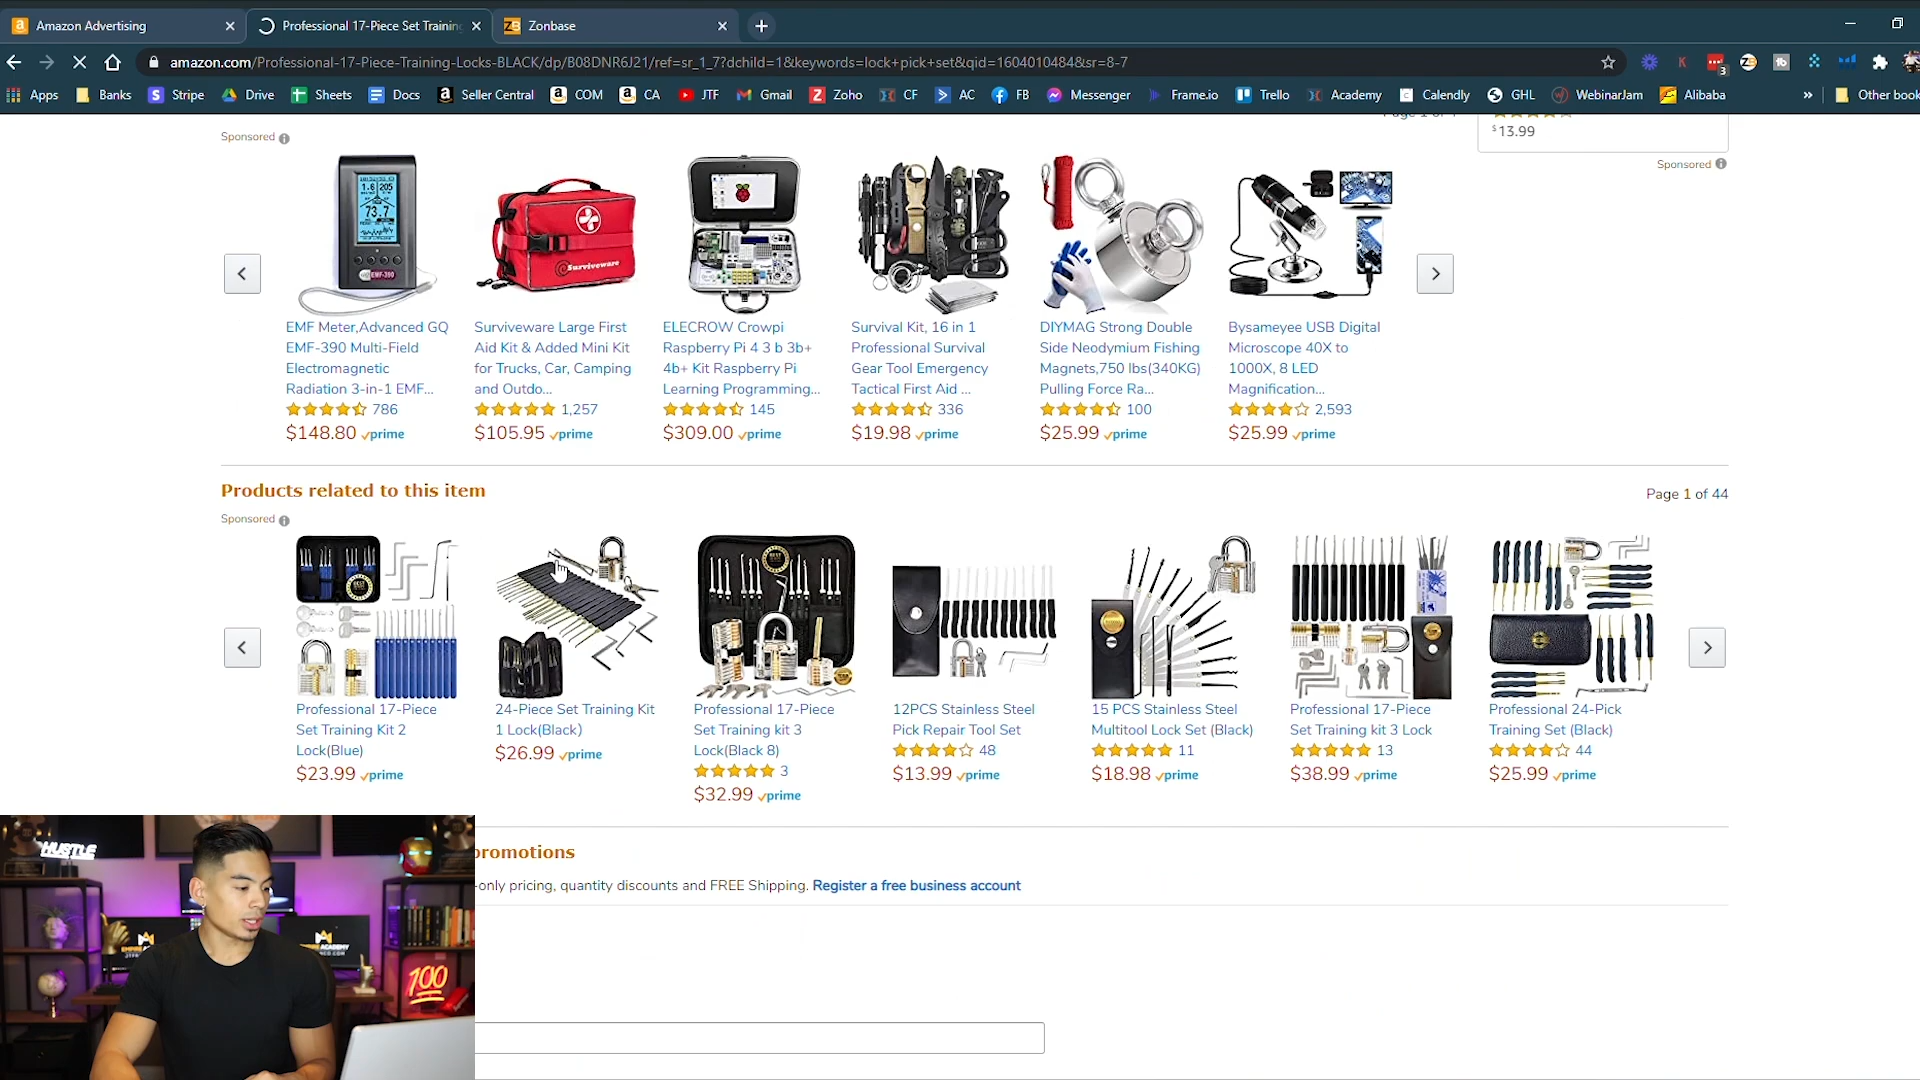 Amazon Advertising
Professional 17-Piece Set Training
Zonbase
amazon.com/Professional-17-Piece-Training-Locks-BLACK/dp/B08DNR6J21/ref=sr_1_7?dchild=1&keywords=lock+pick+set&qid=1604010484&sr=8-7
Apps Banks Stripe Drive Sheets Docs Seller Central COM CA JTF Gmail Zoho CF AC FB Messenger Frame.io Trello Academy Calendly GHL WebinarJam Alibaba » Other book
$13.99
Sponsored
Sponsored
EMF Meter,Advanced GQ
EMF-390 Multi-Field
Electromagnetic
Radiation 3-in-1 EMF...
786
$148.80 prime
Surviveware Large First
Aid Kit & Added Mini Kit
for Trucks, Car, Camping
and Outdo...
1,257
$105.95 prime
ELECROW Crowpi
Raspberry Pi 4 3 b 3b+
4b+ Kit Raspberry Pi
Learning Programming...
145
$309.00 prime
Survival Kit, 16 in 1
Professional Survival
Gear Tool Emergency
Tactical First Aid ...
336
$19.98 prime
DIYMAG Strong Double
Side Neodymium Fishing
Magnets,750 lbs(340KG)
Pulling Force Ra...
100
$25.99 prime
Bysameyee USB Digital
Microscope 40X to
1000X, 8 LED
Magnification...
2,593
$25.99 prime
Products related to this item
Page 1 of 44
Sponsored
Professional 17-Piece
Set Training Kit 2
Lock(Blue)
$23.99 prime
24-Piece Set Training Kit
1 Lock(Black)
$26.99 prime
Professional 17-Piece
Set Training kit 3
Lock(Black 8)
3
$32.99 prime
12PCS Stainless Steel
Pick Repair Tool Set
48
$13.99 prime
15 PCS Stainless Steel
Multitool Lock Set (Black)
11
$18.98 prime
Professional 17-Piece
Set Training kit 3 Lock
13
$38.99 prime
Professional 24-Pick
Training Set (Black)
44
$25.99 prime
promotions
-only pricing, quantity discounts and FREE Shipping. Register a free business account
HUSTLE
100